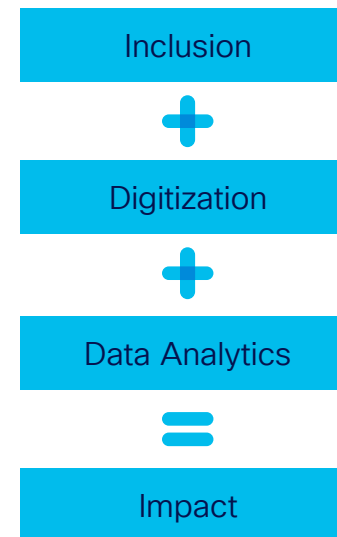 Inclusion
+
Digitization
+
Data Analytics
=
Impact